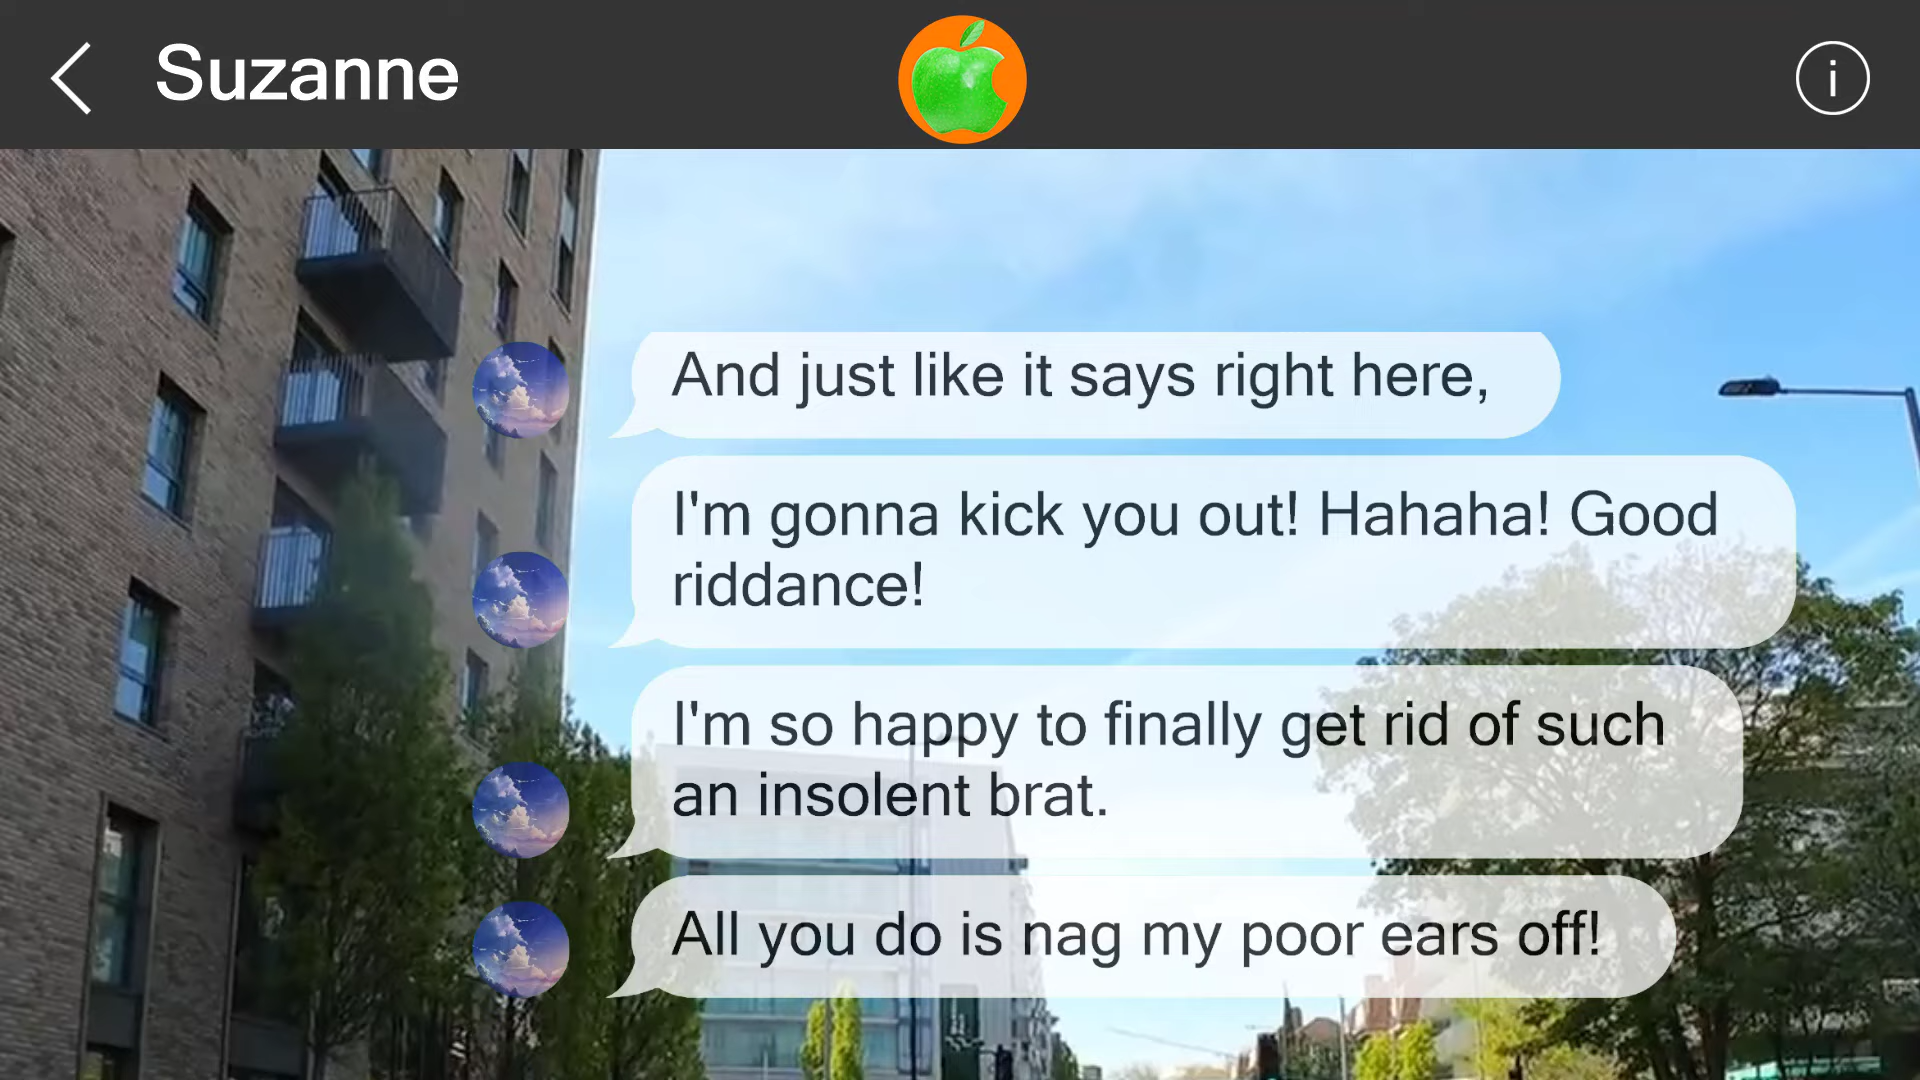 Suzanne
i
And just like it says right here,
I'm gonna kick you out! Hahaha! Good
riddance!
I'm so happy to finally get rid of such
an insolent brat.
All you do is nag my poor ears off!